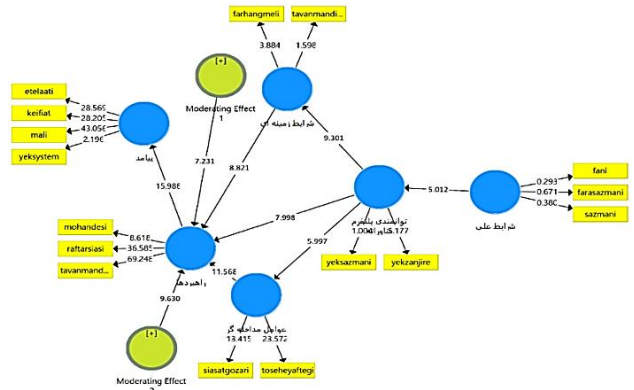 farhangmeli
tavanmandi...
3.884
1.598
[+]
Moderating Effect
1
شرایط زمینه ای
etelaati
keifiat
mali
yeksystem
28.569
28.205
43.056
2.196
پیامد
7.231
8.821
9.301
15.986
5.012
fani
farasazmani
sazmani
0.293
0.671
0.380
شرایط علی
7.998
5.997
توانمندی پلتفرم
فناورانه
1.004
5.177
yeksazmani
yekzanjire
mohandesi
raftarsiasi
tavanmand...
8.618
36.585
69.246
راهبردها
11.568
9.630
عوامل مداخله گر
13.415
23.572
siasatgozari
toseheyaftegi
[+]
Moderating Effect